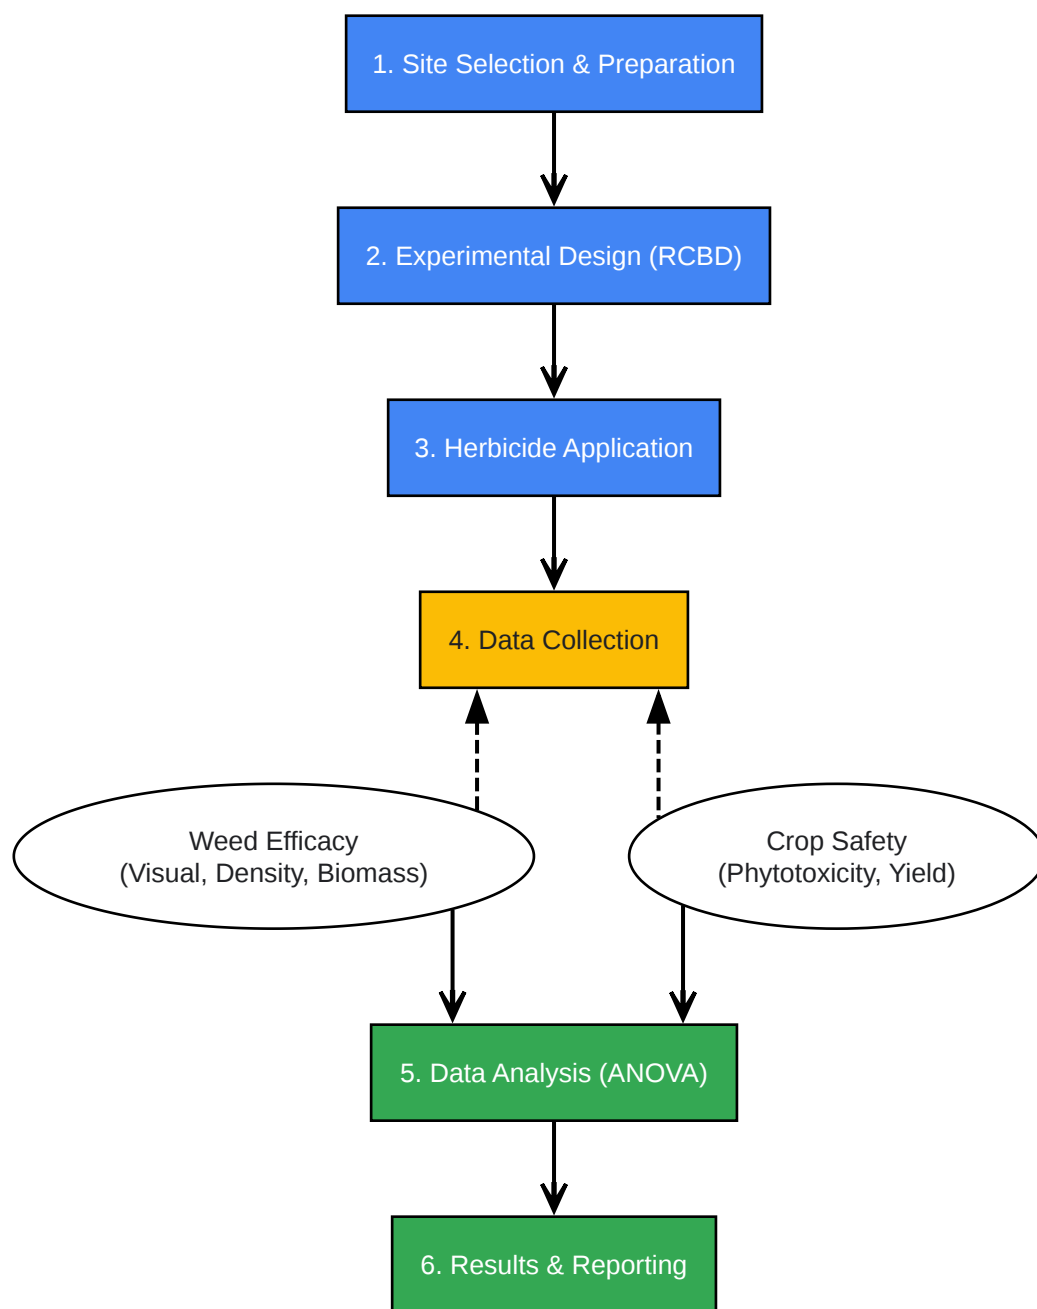 1. Site Selection & Preparation
2. Experimental Design (RCBD)
3. Herbicide Application
4. Data Collection
Weed Efficacy
(Visual, Density, Biomass)
Crop Safety
(Phytotoxicity, Yield)
5. Data Analysis (ANOVA)
6. Results & Reporting